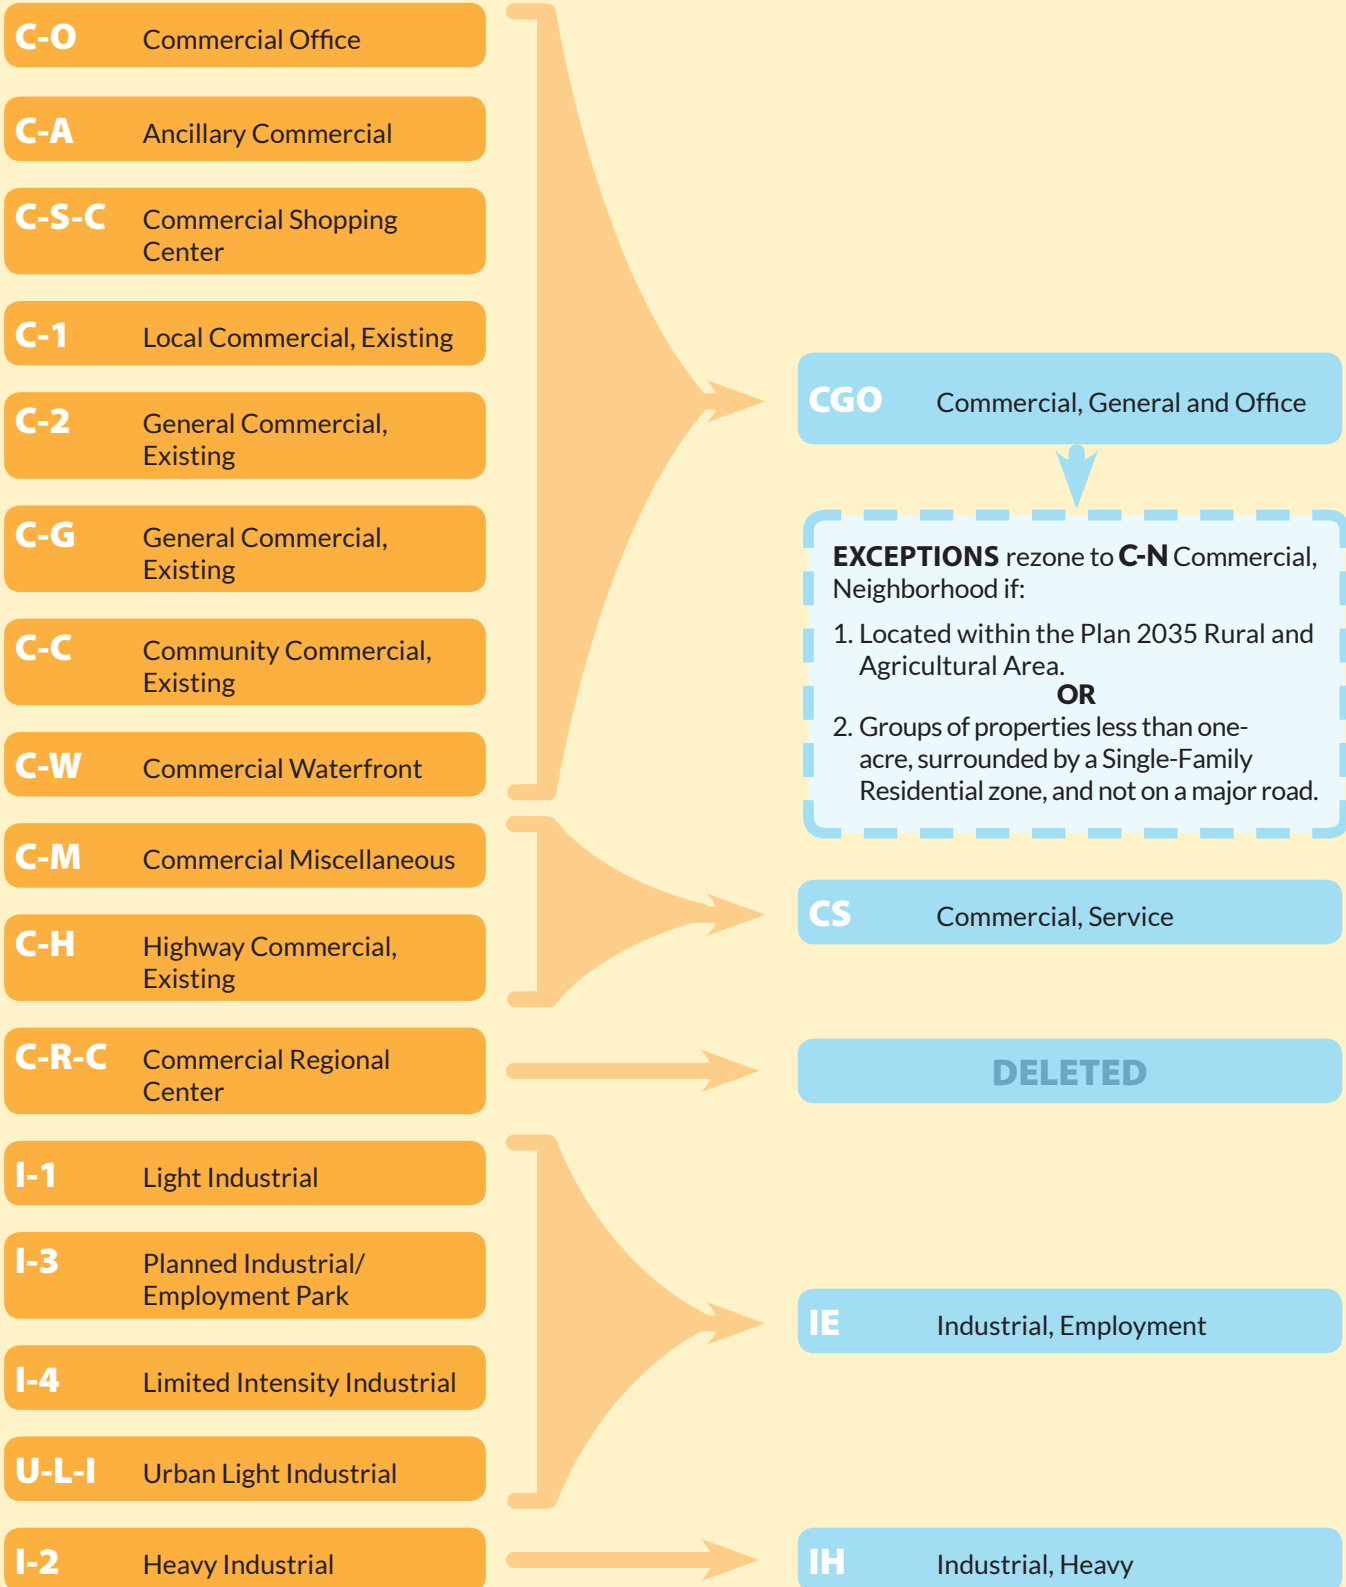 C-O Commercial Office
C-A Ancillary Commercial
C-S-C Commercial Shopping
Center
C-1 Local Commercial, Existing
C-2 General Commercial,
Existing
C-G General Commercial,
Existing
C-C Community Commercial,
Existing
C-W Commercial Waterfront
C-M Commercial Miscellaneous
C-H Highway Commercial,
Existing
C-R-C Commercial Regional
Center
I-1 Light Industrial
I-3 Planned Industrial/
Employment Park
I-4 Limited Intensity Industrial
U-L-I Urban Light Industrial
I-2 Heavy Industrial
CGO Commercial, General and Office
EXCEPTIONS rezone to C-N Commercial,
Neighborhood if:
1. Located within the Plan 2035 Rural and
Agricultural Area.
OR
2. Groups of properties less than one-
acre, surrounded by a Single-Family
Residential zone, and not on a major road.
CS Commercial, Service
DELETED
IE Industrial, Employment
IH Industrial, Heavy